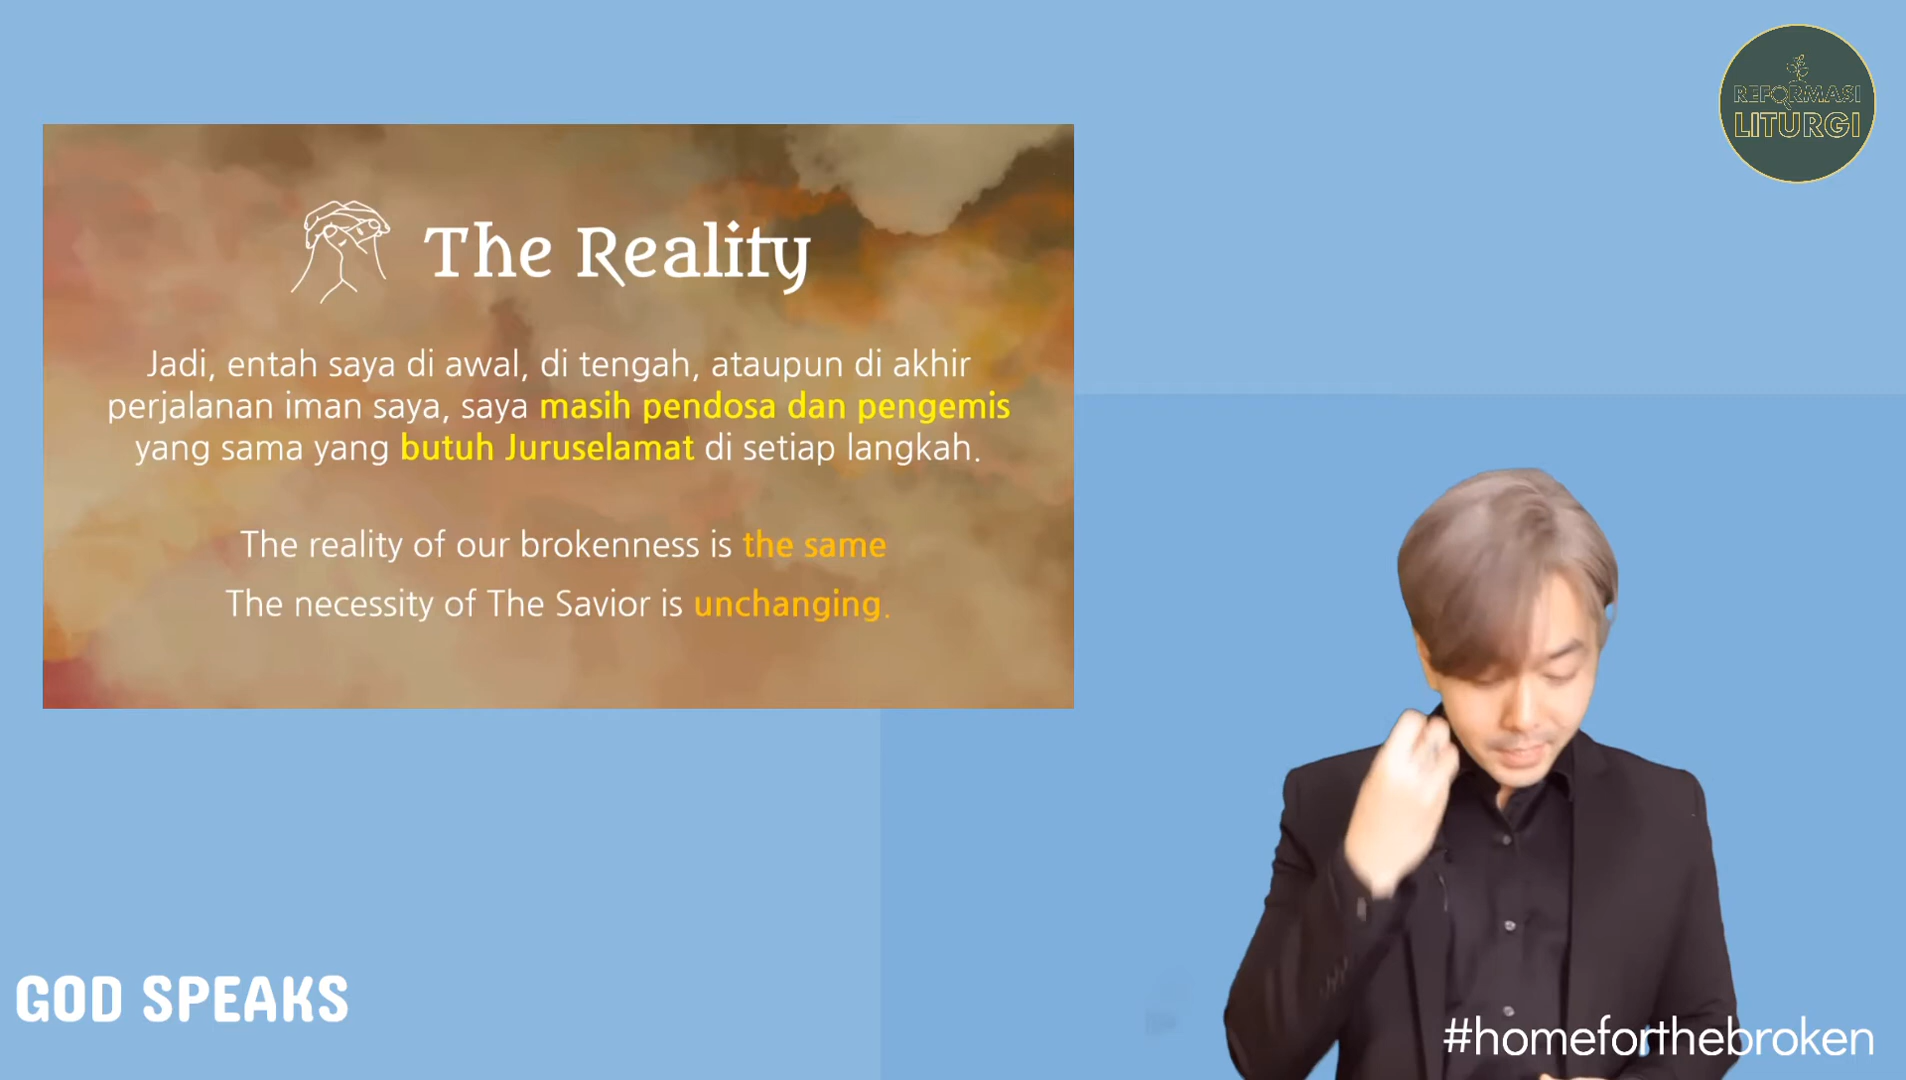 REFORMASI
LITURGI
The Reality
Jadi, entah saya di awal, di tengah, ataupun di akhir
perjalanan iman saya, saya masih pendosa dan pengemis
yang sama yang butuh Juruselamat di setiap langkah.
The reality of our brokenness is the same
The necessity of The Savior is unchanging.
GOD SPEAKS
#homeforthebroken